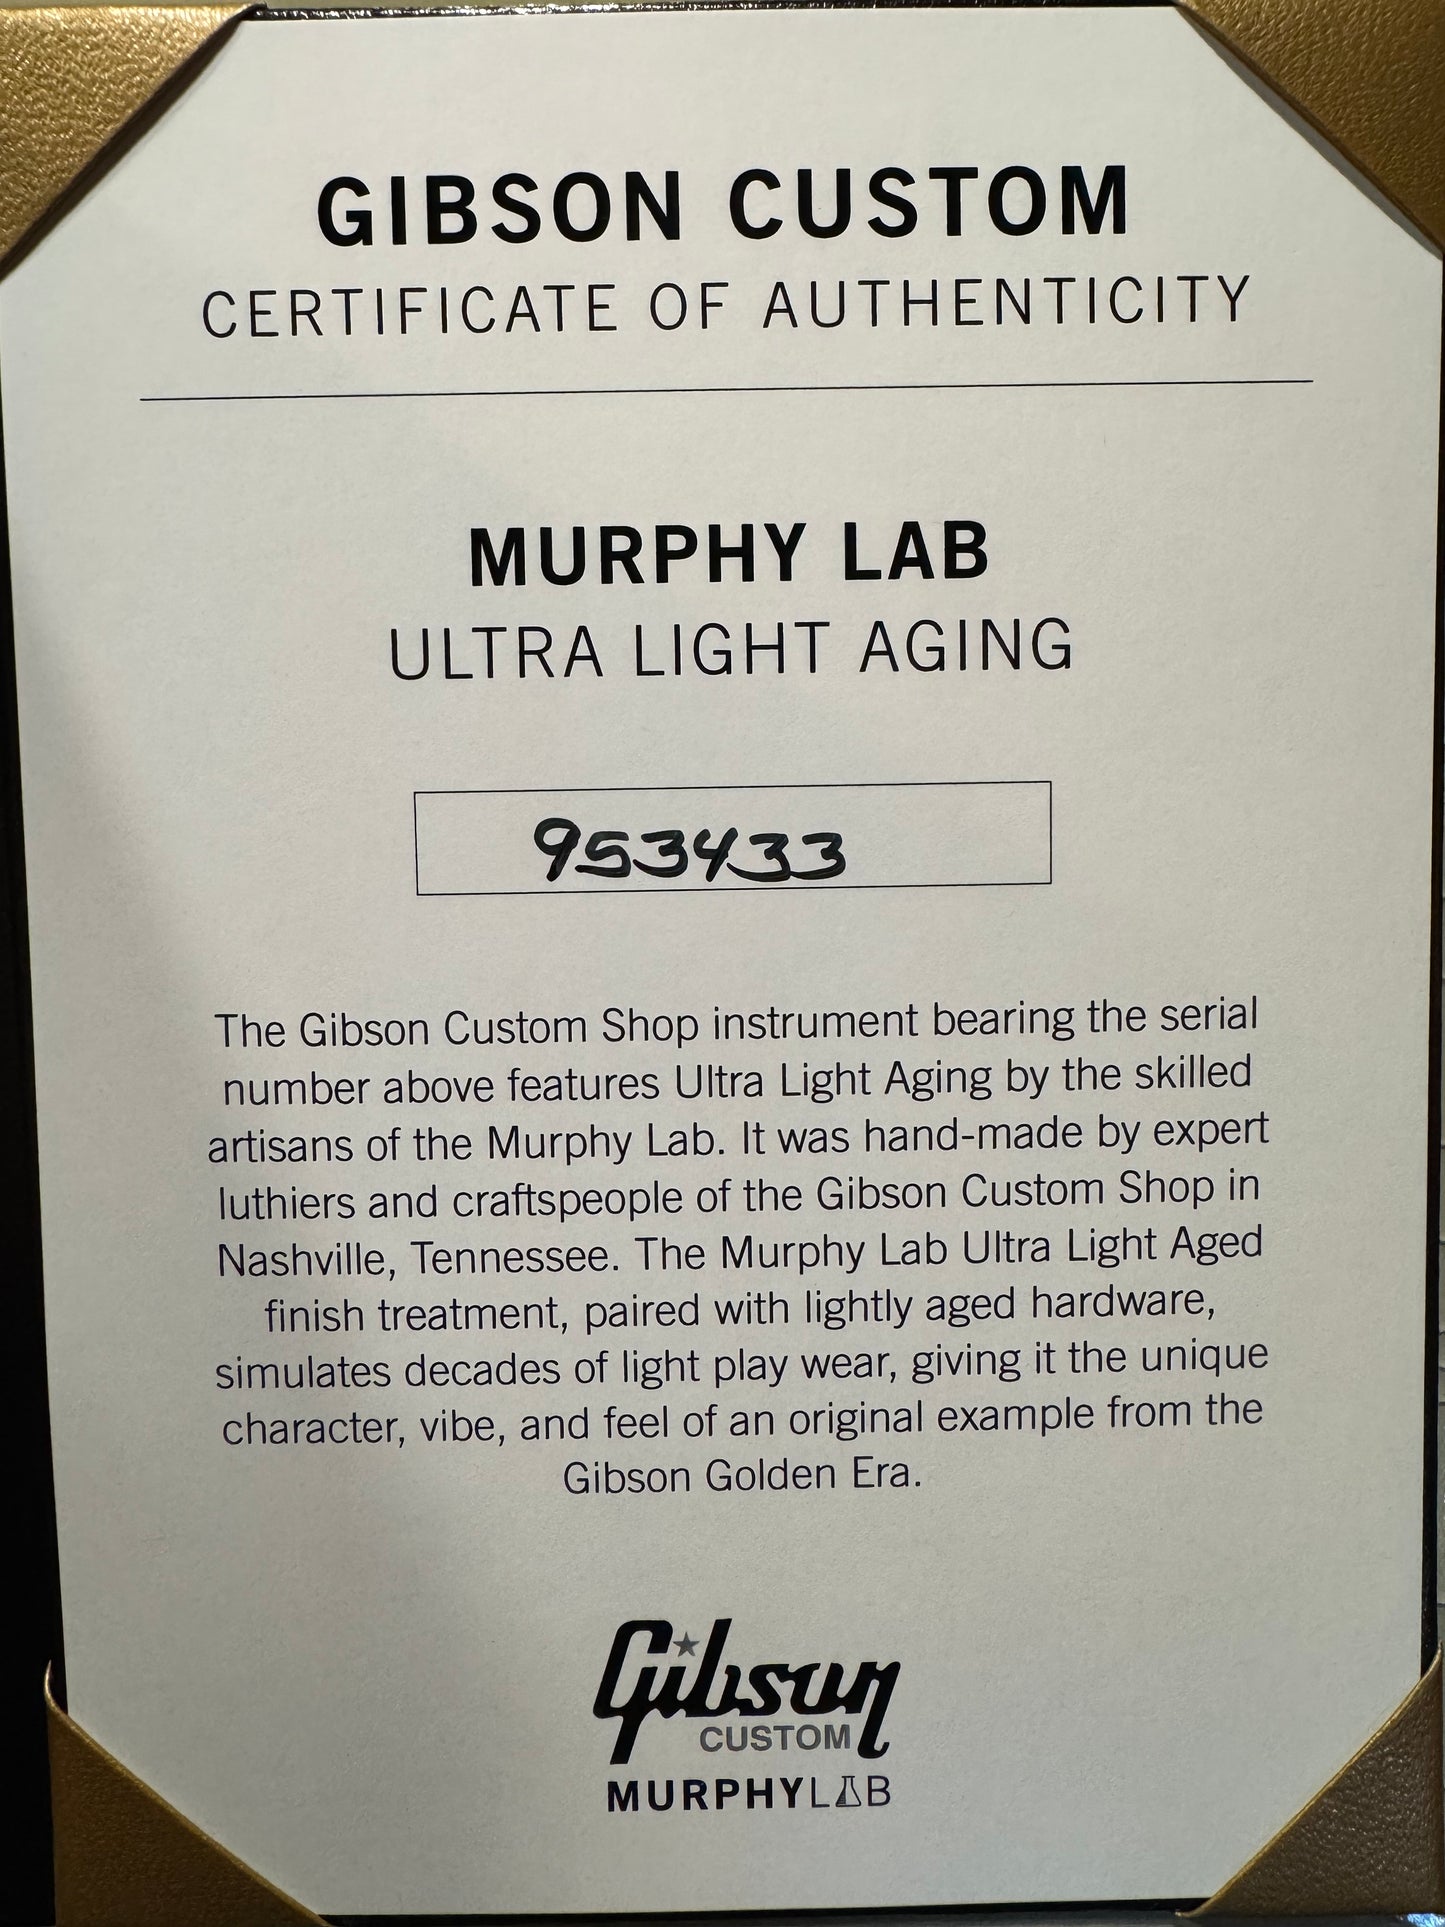 GIBSON CUSTOM
CERTIFICATE OF AUTHENTICITY
MURPHY LAB
ULTRA LIGHT AGING
953433
The Gibson Custom Shop instrument bearing the serial
number above features Ultra Light Aging by the skilled
artisans of the Murphy Lab. It was hand-made by expert
luthiers and craftspeople of the Gibson Custom Shop in
Nashville, Tennessee. The Murphy Lab Ultra Light Aged
finish treatment, paired with lightly aged hardware,
simulates decades of light play wear, giving it the unique
character, vibe, and feel of an original example from the
Gibson Golden Era.
Gibson
CUSTOM
MURPHYLAB